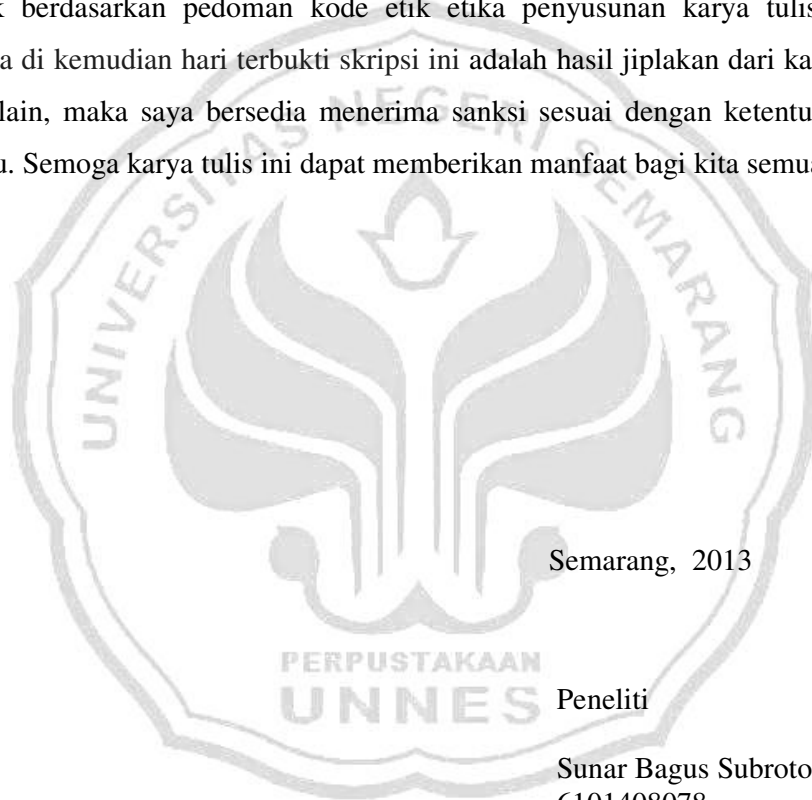 k berdasarkan pedoman kode etik etika penyusunan karya tulis
a di kemudian hari terbukti skripsi ini adalah hasil jiplakan dari ka
lain, maka saya bersedia menerima sanksi sesuai dengan ketentu
u. Semoga karya tulis ini dapat memberikan manfaat bagi kita semua
UNIVERSITAS NEGERI SEMARANG
Semarang, 2013
PERPUSTAKAAN
UNNES
Peneliti
Sunar Bagus Subroto
6101408078